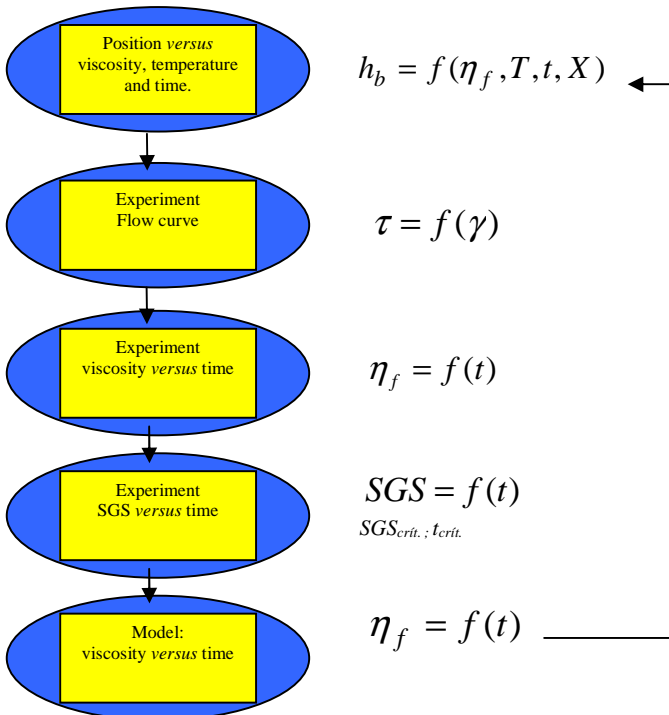 Position versus
viscosity, temperature
and time.
h_b = f(η_f, T, t, X)
Experiment
Flow curve
τ = f(γ)
Experiment
viscosity versus time
η_f = f(t)
Experiment
SGS versus time
SGS = f(t)
SGS_crít. ; t_crít.
Model:
viscosity versus time
η_f = f(t)